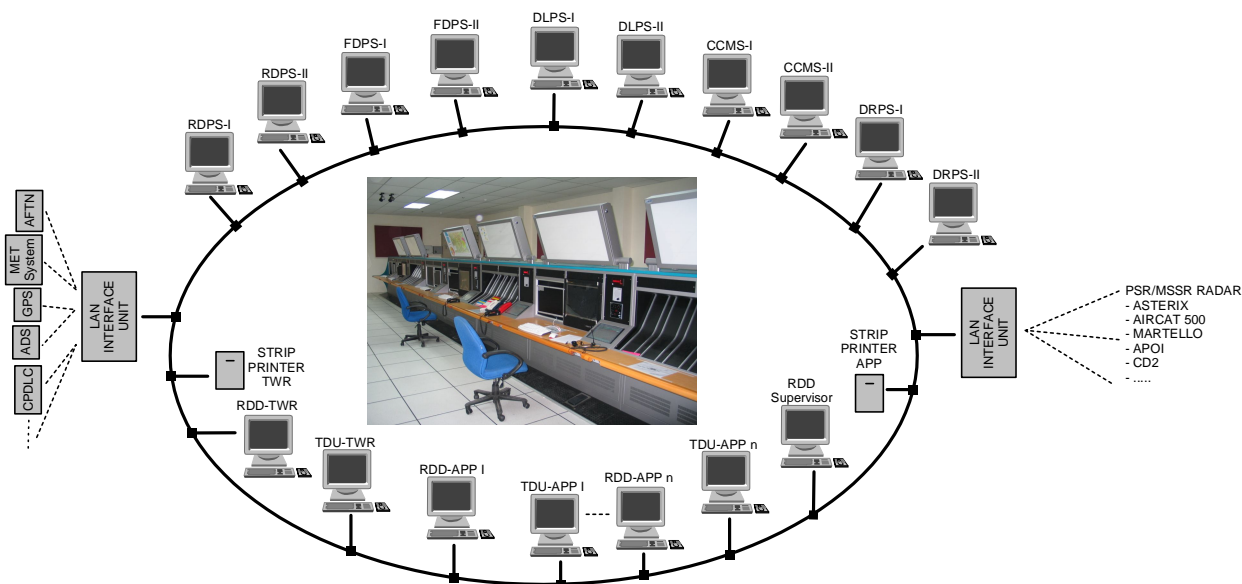 FDPS-II
DLPS-I
DLPS-II
FDPS-I
CCMS-I
RDPS-II
CCMS-II
RDPS-I
DRPS-I
DRPS-II
AFTN
MET
System
GPS
ADS
CPDLC
LAN
INTERFACE
UNIT
STRIP
PRINTER
TWR
RDD-TWR
TDU-TWR
RDD-APP I
TDU-APP I
RDD-APP n
TDU-APP n
RDD
Supervisor
STRIP
PRINTER
APP
LAN
INTERFACE
UNIT
PSR/MSSR RADAR
- ASTERIX
- AIRCAT 500
- MARTELLO
- APOI
- CD2
- .....